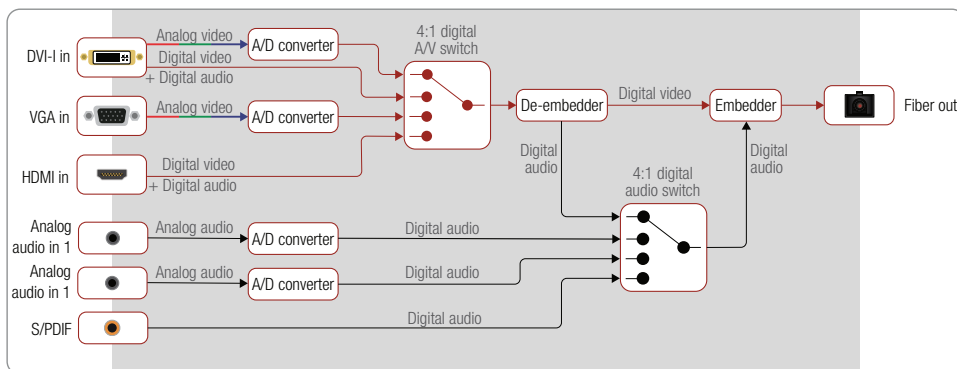 DVI-I in
Analog video
A/D converter
Digital video
+ Digital audio
4:1 digital
A/V switch
VGA in
Analog video
A/D converter
HDMI in
Digital video
+ Digital audio
De-embedder
Digital video
Embedder
Fiber out
Digital
audio
Digital
audio
4:1 digital
audio switch
Analog
audio in 1
Analog audio
A/D converter
Digital audio
Analog
audio in 1
Analog audio
A/D converter
Digital audio
S/PDIF
Digital audio